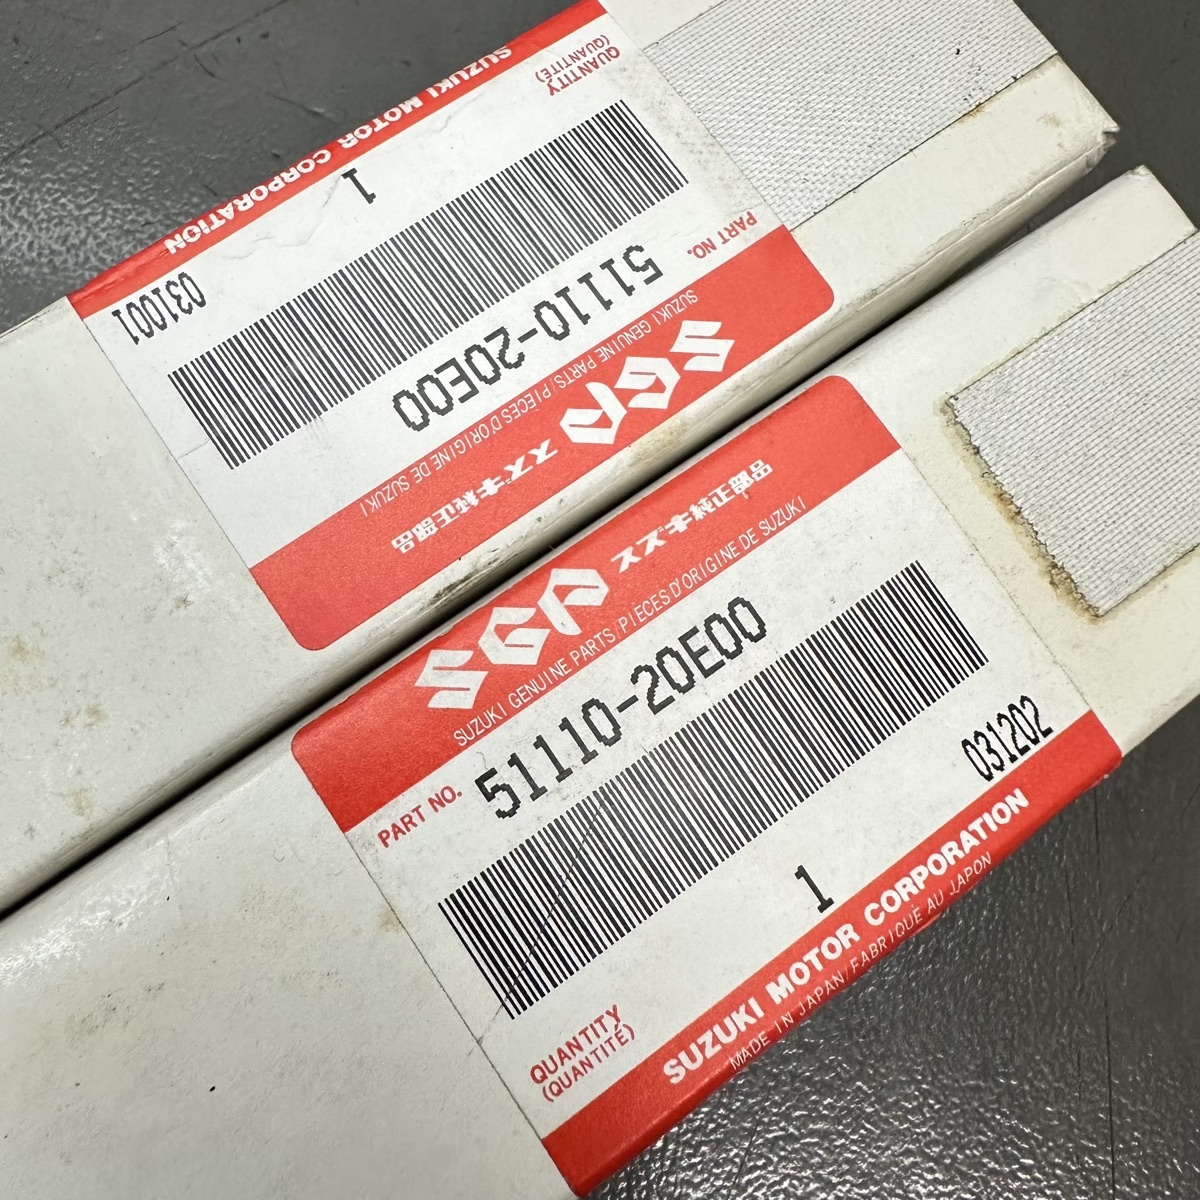 SUZUKI MOTOR CORPORATION
QUANTITY
(QUANTITÉ)
1
031001
PART NO.
51110-20E00
SUZUKI GENUINE PARTS/PIÈCES D'ORIGINE DE SUZUKI
SGP スズキ純正部品
SGP スズキ純正部品
SUZUKI GENUINE PARTS/PIÈCES D'ORIGINE DE SUZUKI
PART NO.
51110-20E00
031202
1
QUANTITY
(QUANTITÉ)
SUZUKI MOTOR CORPORATION
MADE IN JAPAN/FABRIQUÉ AU JAPON